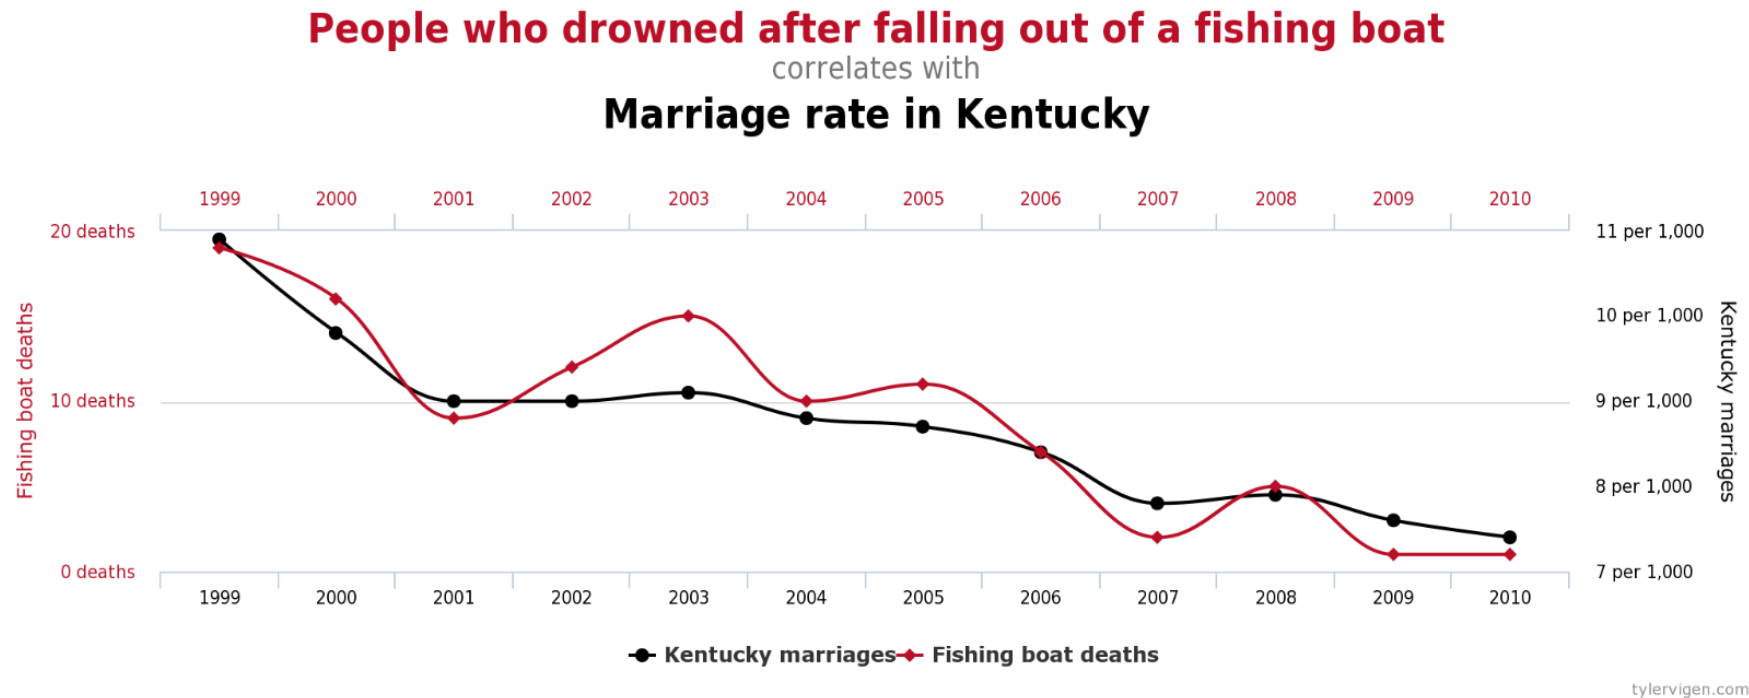 People who drowned after falling out of a fishing boat
correlates with
Marriage rate in Kentucky
1999 2000 2001 2002 2003 2004 2005 2006 2007 2008 2009 2010
20 deaths 11 per 1,000
10 per 1,000
10 deaths 9 per 1,000
8 per 1,000
0 deaths 7 per 1,000
Fishing boat deaths
Kentucky marriages
1999 2000 2001 2002 2003 2004 2005 2006 2007 2008 2009 2010
Kentucky marriages Fishing boat deaths
tylervigen.com